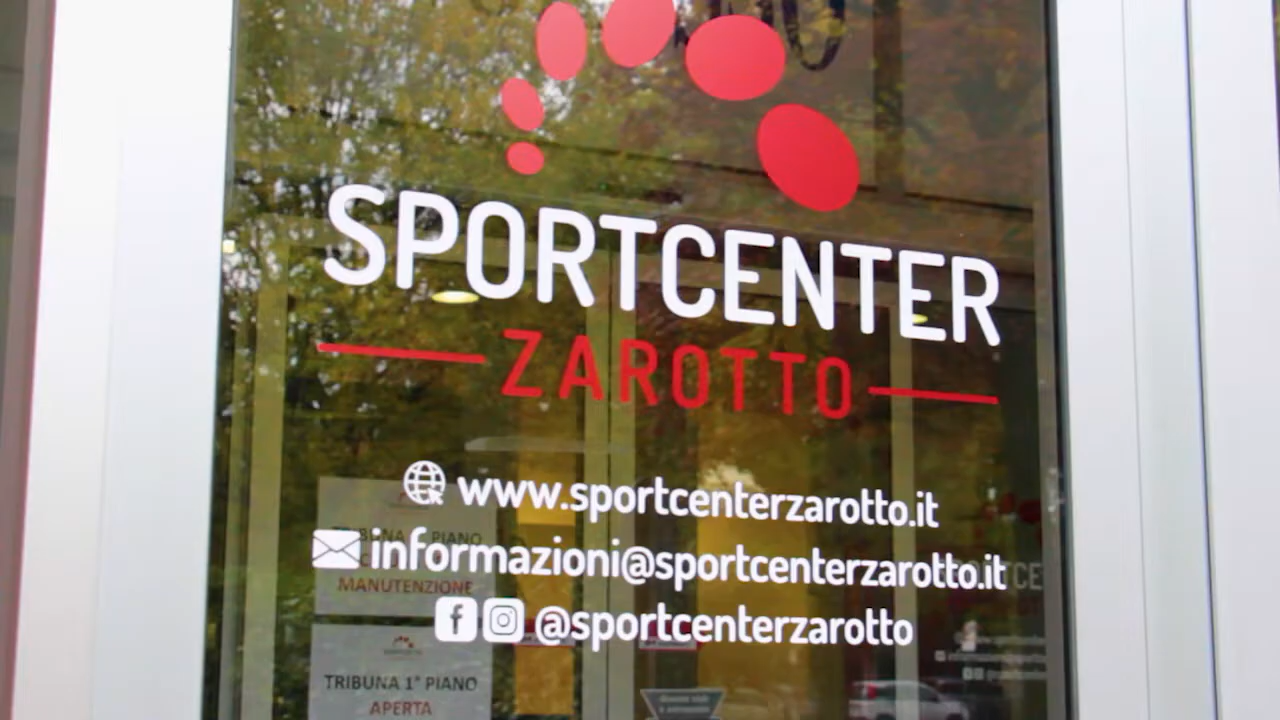 SPORTCENTER
ZAROTTO
www.sportcenterzarotto.it
informazioni@sportcenterzarotto.it
@sportcenterzarotto
PIANO
MANUTENZIONE
TRIBUNA 1° PIANO
APERTA